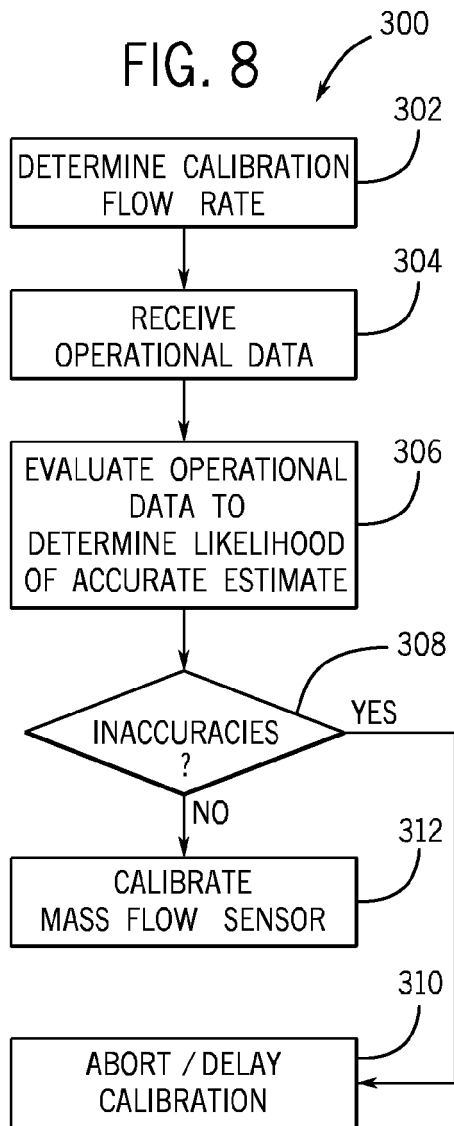 FIG. 8
300
DETERMINE CALIBRATION
FLOW RATE
302
RECEIVE
OPERATIONAL DATA
304
EVALUATE OPERATIONAL
DATA TO
DETERMINE LIKELIHOOD
OF ACCURATE ESTIMATE
306
INACCURACIES
?
308
YES
NO
CALIBRATE
MASS FLOW SENSOR
312
ABORT / DELAY
CALIBRATION
310